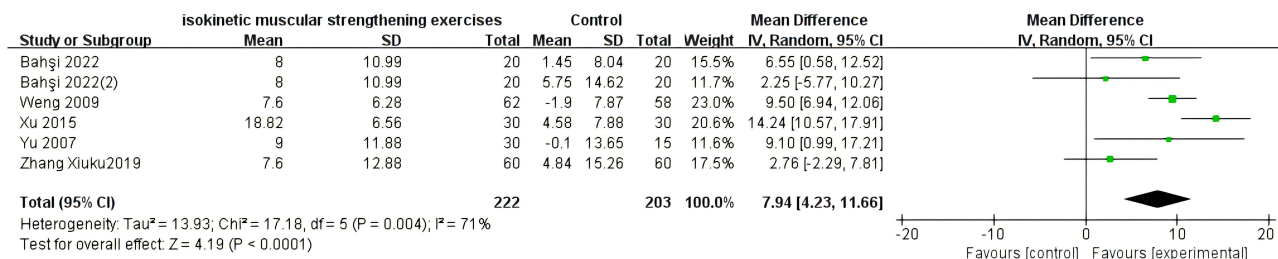 isokinetic muscular strengthening exercises Control Mean Difference Mean Difference
Study or Subgroup Mean SD Total Mean SD Total Weight IV, Random, 95% CI IV, Random, 95% CI
Bahşi 2022 8 10.99 20 1.45 8.04 20 15.5% 6.55 [0.58, 12.52]
Bahşi 2022(2) 8 10.99 20 5.75 14.62 20 11.7% 2.25 [-5.77, 10.27]
Weng 2009 7.6 6.28 62 -1.9 7.87 58 23.0% 9.50 [6.94, 12.06]
Xu 2015 18.82 6.56 30 4.58 7.88 30 20.6% 14.24 [10.57, 17.91]
Yu 2007 9 11.88 30 -0.1 13.65 15 11.6% 9.10 [0.99, 17.21]
Zhang Xiuku2019 7.6 12.88 60 4.84 15.26 60 17.5% 2.76 [-2.29, 7.81]
Total (95% CI) 222 203 100.0% 7.94 [4.23, 11.66]
Heterogeneity: Tau² = 13.93; Chi² = 17.18, df = 5 (P = 0.004); I² = 71%
Test for overall effect: Z = 4.19 (P < 0.0001)
-20 -10 0 10 20
Favours [control] Favours [experimental]